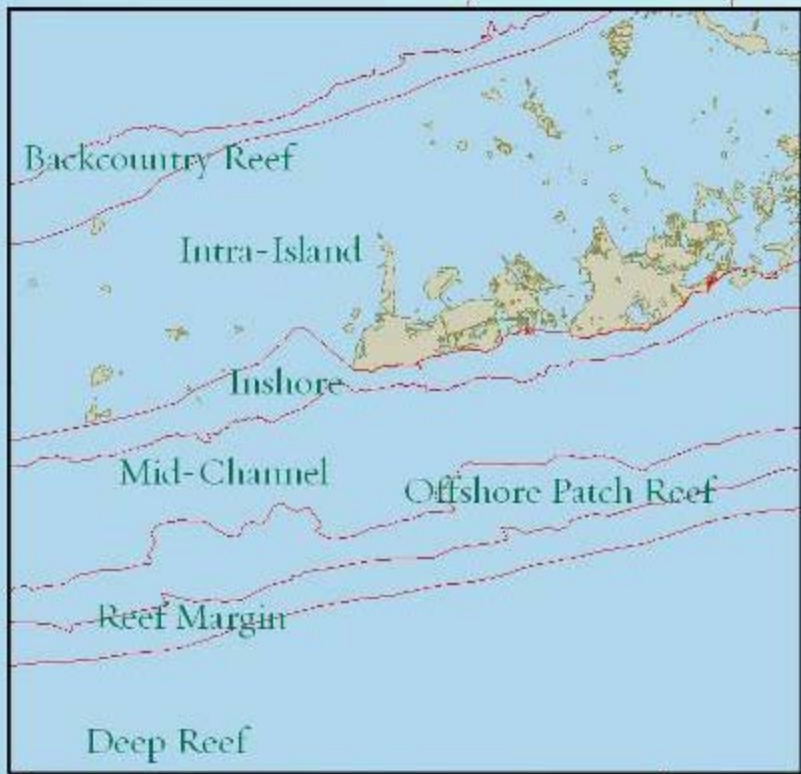 Backcountry Reef
Intra-Island
Inshore
Mid-Channel
Offshore Patch Reef
Reef Margin
Deep Reef